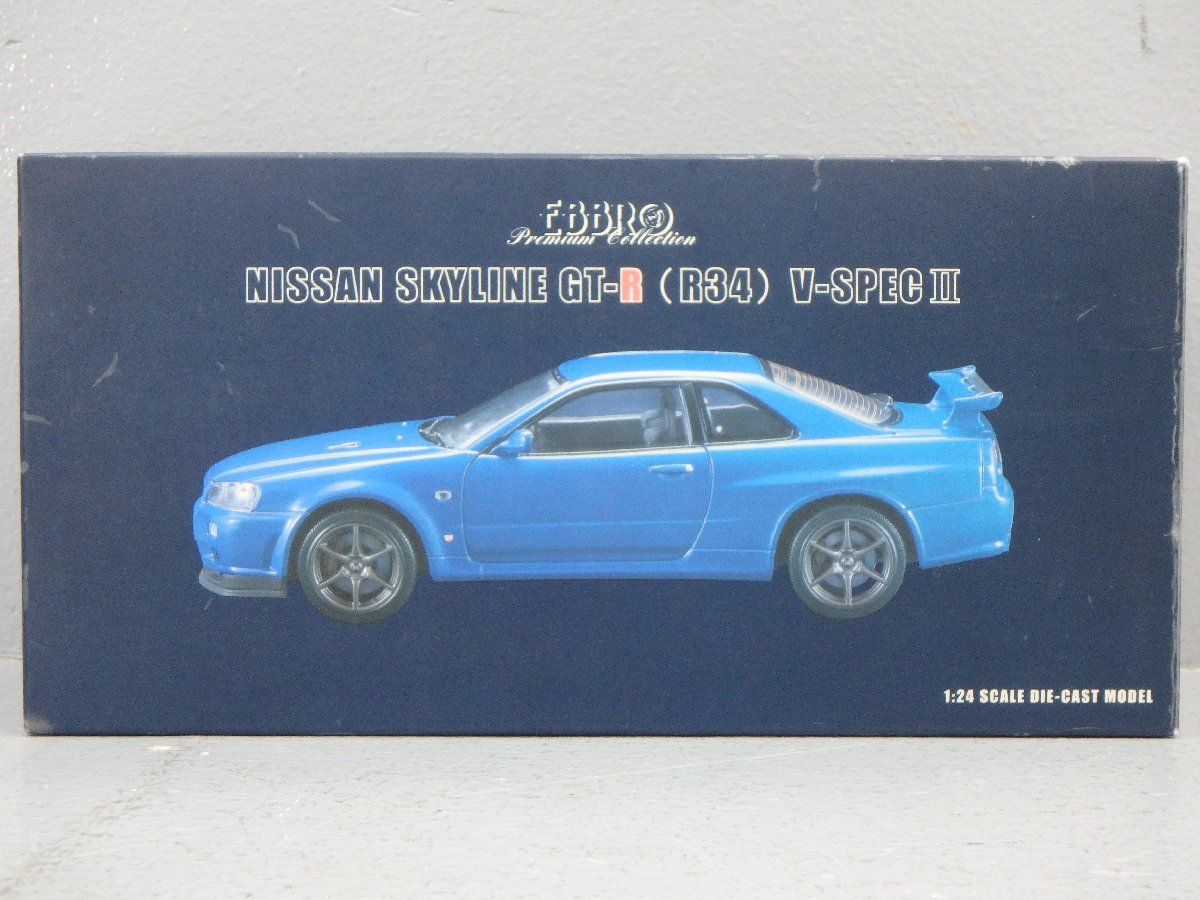 EBBRO
Premium Collection
NISSAN SKYLINE GT-R (R34) V-SPEC II
1:24 SCALE DIE-CAST MODEL